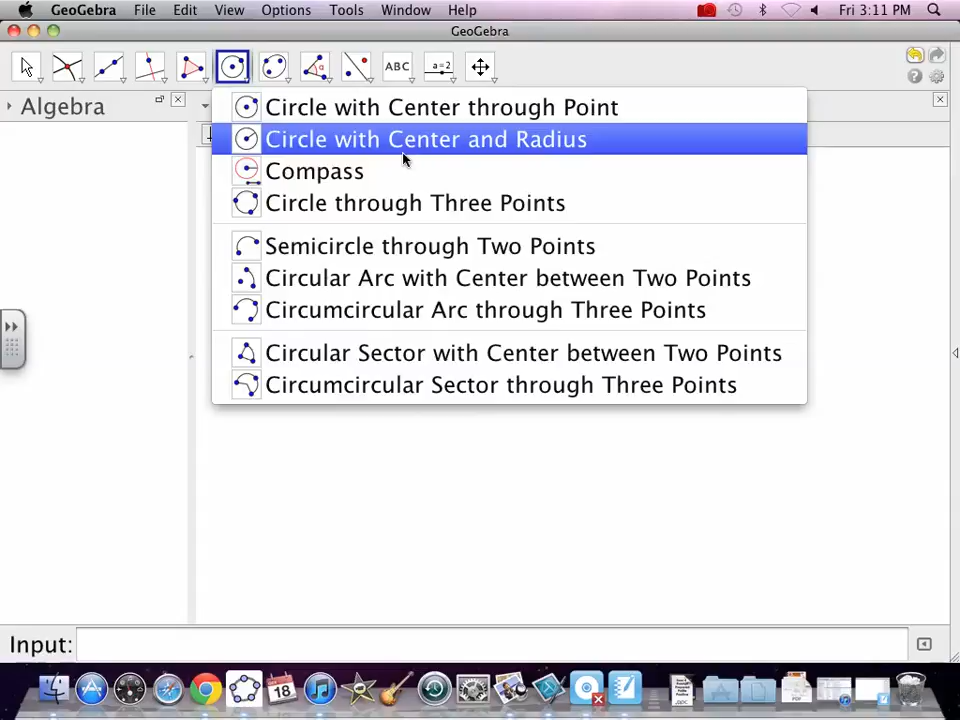 GeoGebra File Edit View Options Tools Window Help Fri 3:11 PM
GeoGebra
ABC
a=2
Algebra
Circle with Center through Point
Circle with Center and Radius
Compass
Circle through Three Points
Semicircle through Two Points
Circular Arc with Center between Two Points
Circumcircular Arc through Three Points
Circular Sector with Center between Two Points
Circumcircular Sector through Three Points
Input:
18